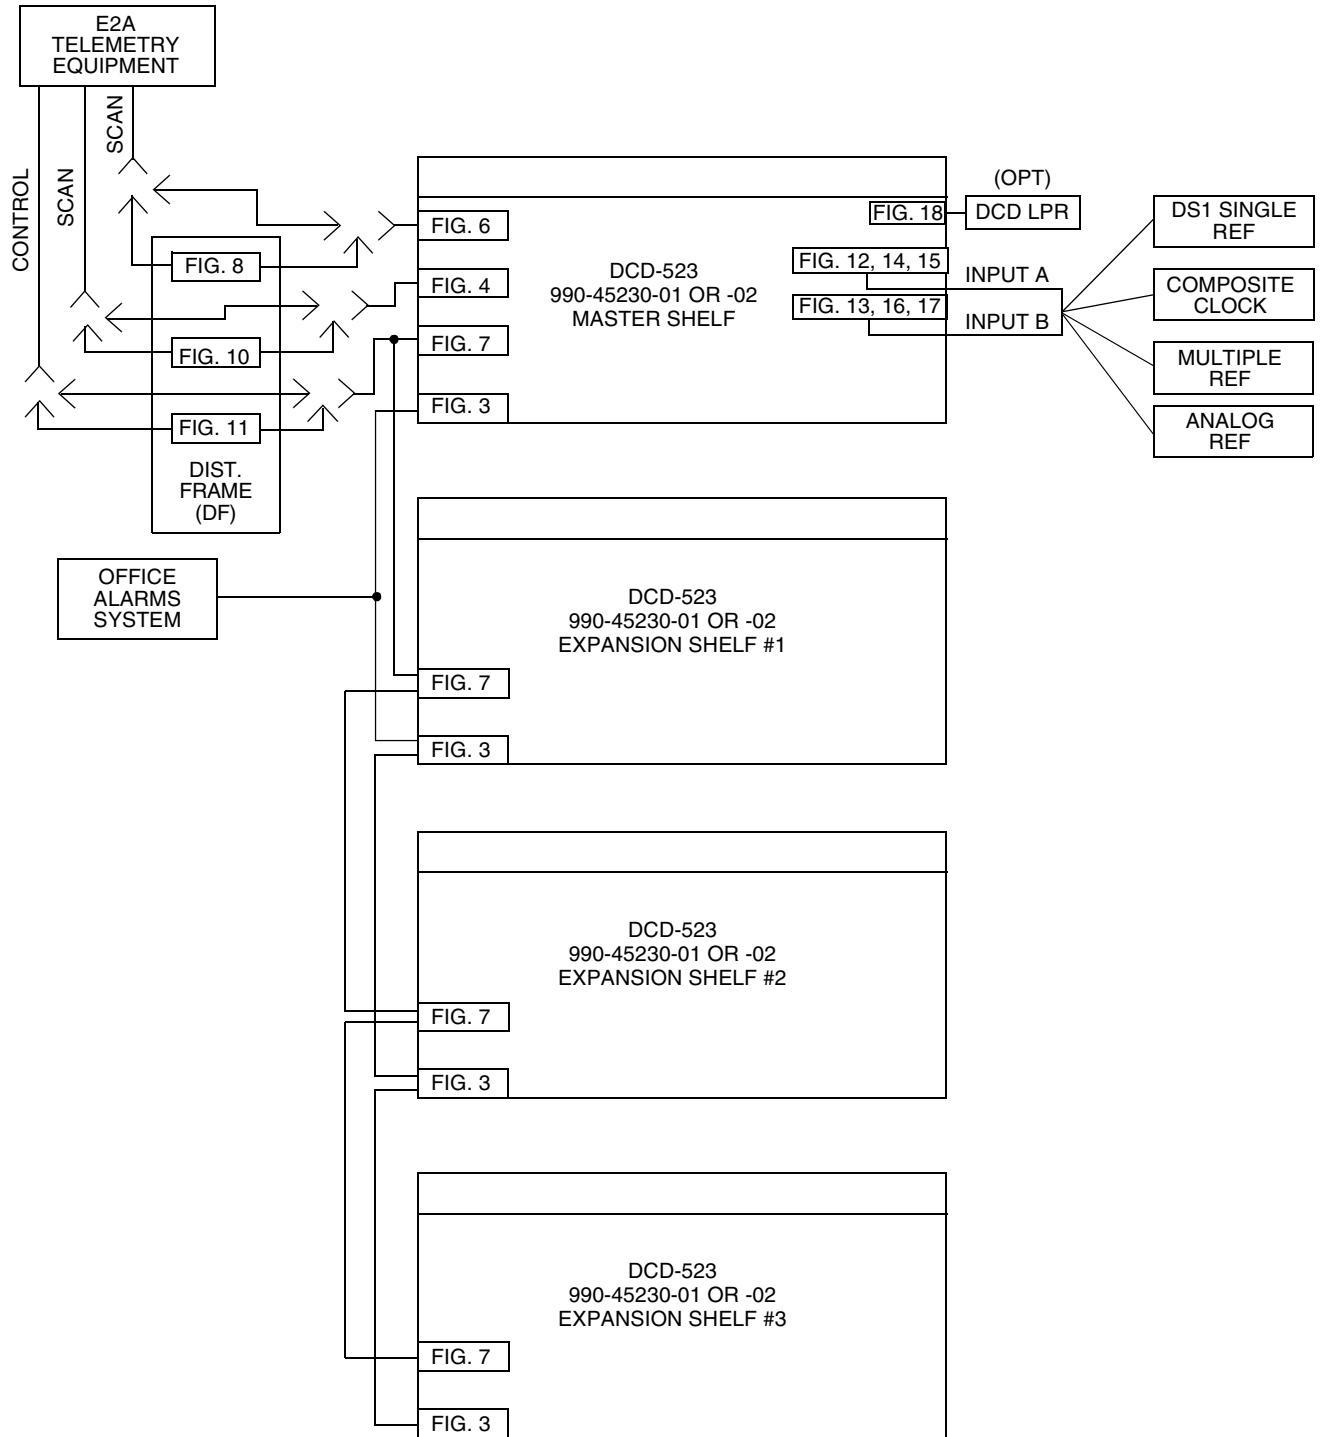 E2A
TELEMETRY
EQUIPMENT
CONTROL
SCAN
SCAN
FIG. 8
FIG. 10
FIG. 11
DIST.
FRAME
(DF)
OFFICE
ALARMS
SYSTEM
FIG. 6
FIG. 4
FIG. 7
FIG. 3
DCD-523
990-45230-01 OR -02
MASTER SHELF
FIG. 18
FIG. 12, 14, 15
FIG. 13, 16, 17
(OPT)
DCD LPR
INPUT A
INPUT B
DS1 SINGLE
REF
COMPOSITE
CLOCK
MULTIPLE
REF
ANALOG
REF
DCD-523
990-45230-01 OR -02
EXPANSION SHELF #1
FIG. 7
FIG. 3
DCD-523
990-45230-01 OR -02
EXPANSION SHELF #2
FIG. 7
FIG. 3
DCD-523
990-45230-01 OR -02
EXPANSION SHELF #3
FIG. 7
FIG. 3